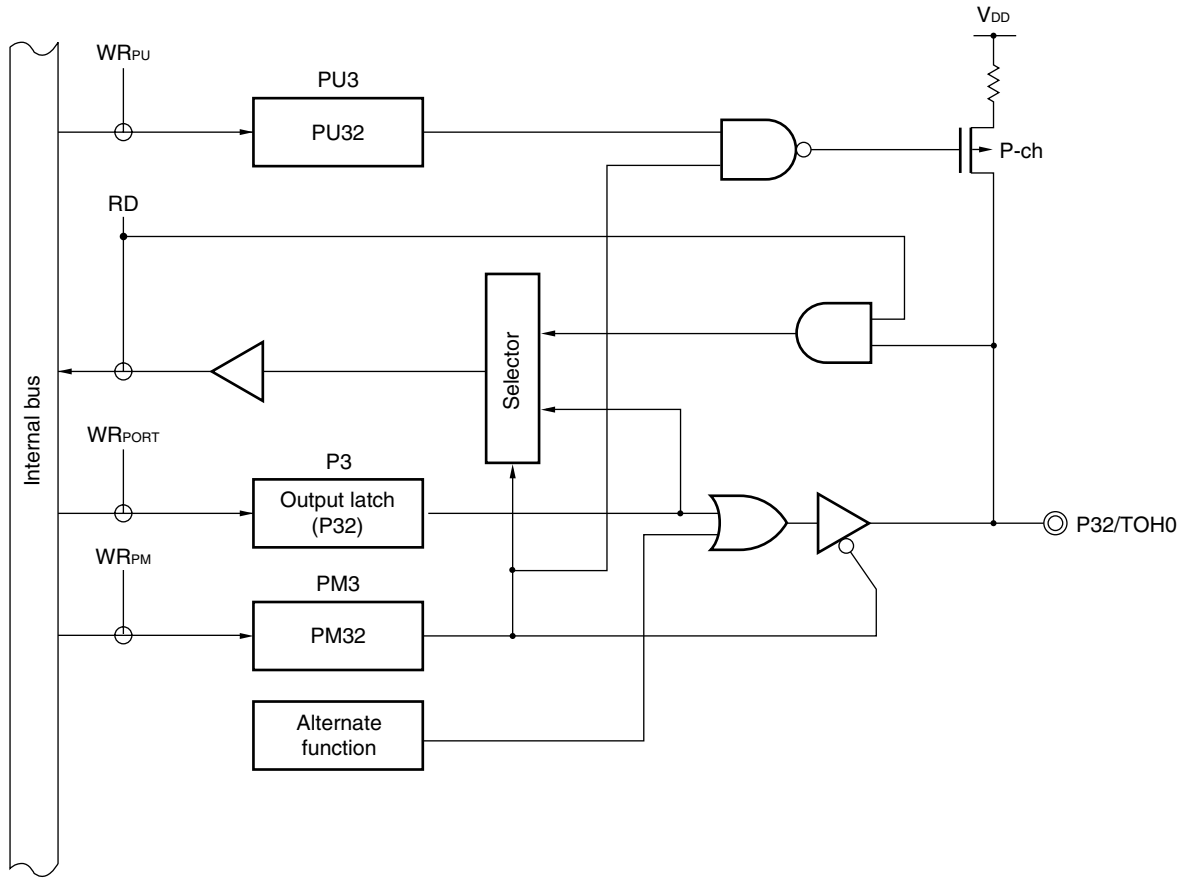 VDD
WRPU
PU3
PU32
P-ch
RD
Selector
Internal bus
WRPORT
P3
Output latch
(P32)
P32/TOH0
WRPM
PM3
PM32
Alternate
function